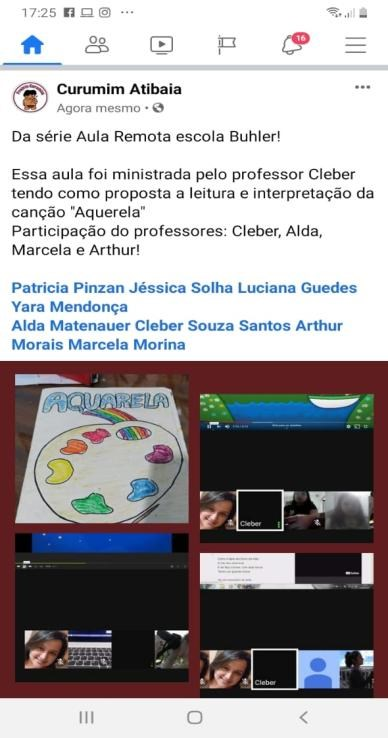 17:25
16
Curumim Atibaia
Agora mesmo
Da série Aula Remota escola Buhler!
Essa aula foi ministrada pelo professor Cleber
tendo como proposta a leitura e interpretação da
canção "Aquerela"
Participação do professores: Cleber, Alda,
Marcela e Arthur!
Patricia Pinzan Jéssica Solha Luciana Guedes
Yara Mendonça
Alda Matenauer Cleber Souza Santos Arthur
Morais Marcela Morina
AQUARELA
Cleber
Cleber